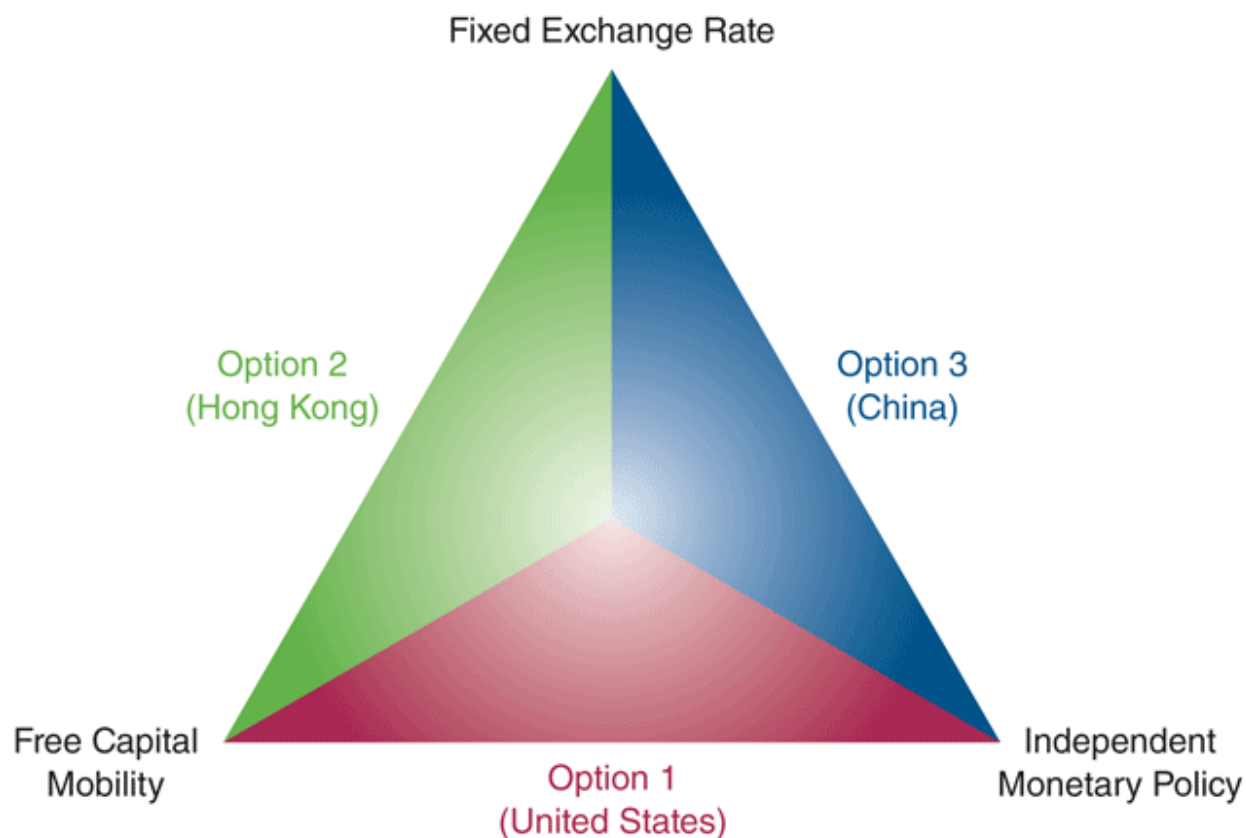 Fixed Exchange Rate
Option 2
(Hong Kong)
Option 3
(China)
Free Capital
Mobility
Independent
Monetary Policy
Option 1
(United States)